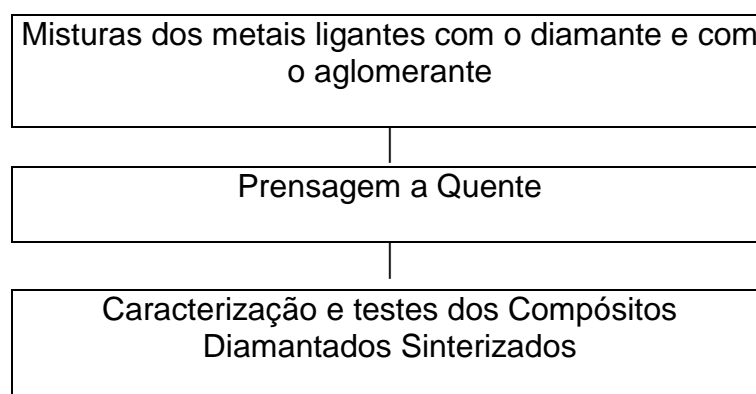 Misturas dos metais ligantes com o diamante e com
o aglomerante
Prensagem a Quente
Caracterização e testes dos Compósitos
Diamantados Sinterizados